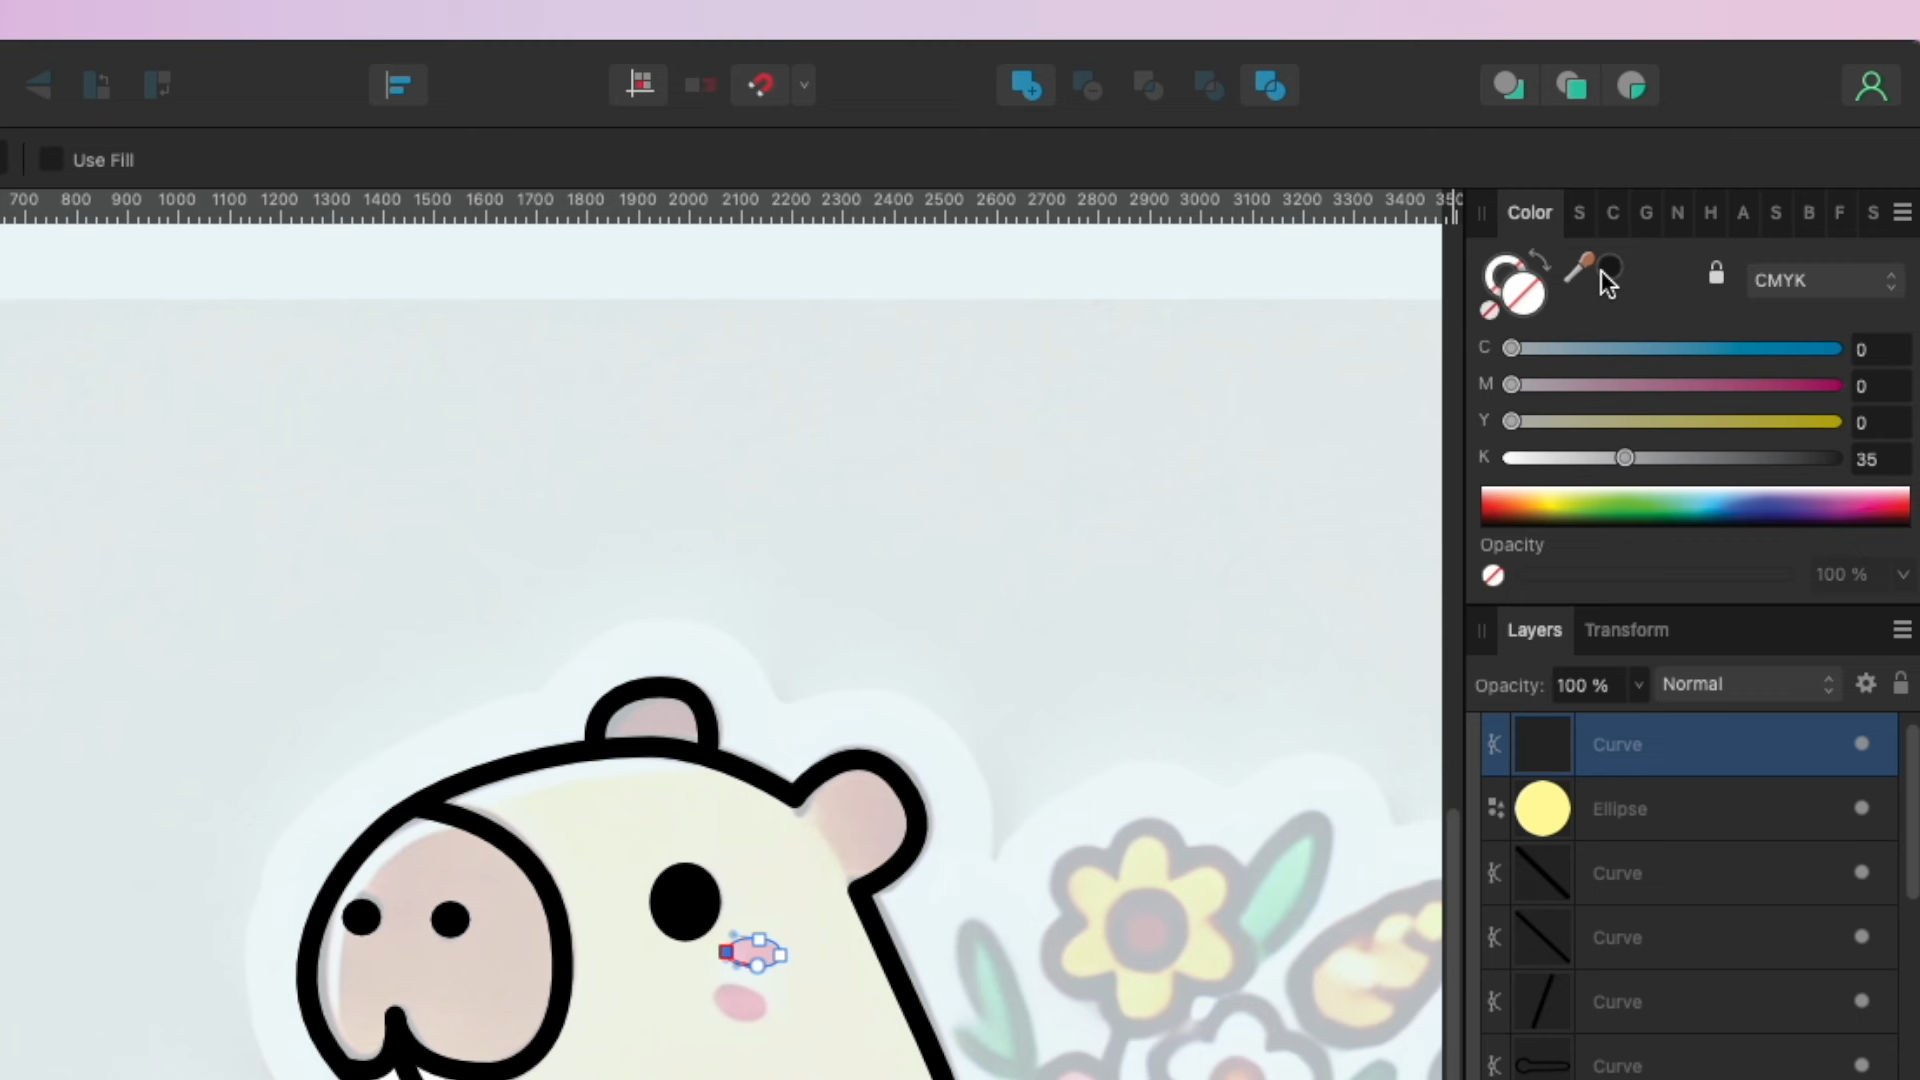 Use Fill
700 800 900 1000 1100 1200 1300 1400 1500 1600 1700 1800 1900 2000 2100 2200 2300 2400 2500 2600 2700 2800 2900 3000 3100 3200 3300 3400
Color S C G N H A S B F S
CMYK
C 0
M 0
Y 0
K 35
Opacity
100 %
Layers Transform
Opacity: 100 % Normal
Curve
Ellipse
Curve
Curve
Curve
Curve